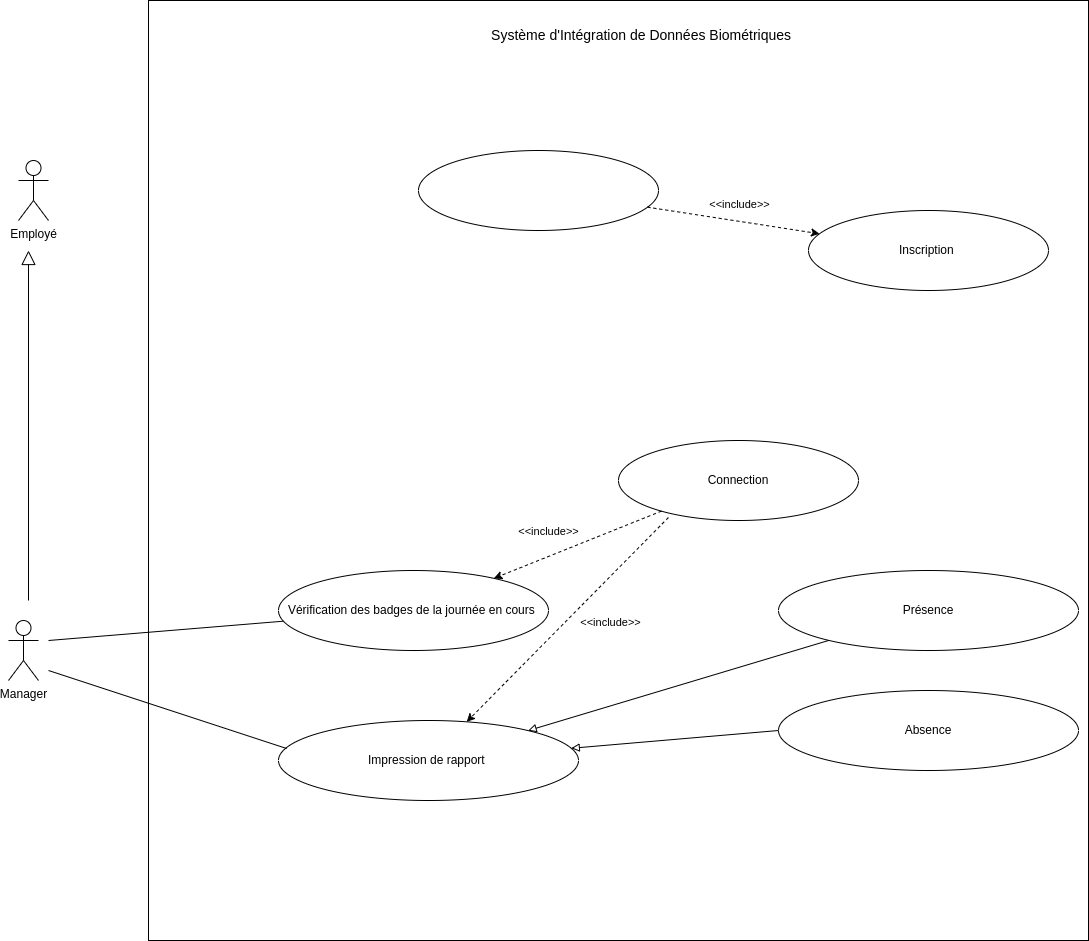 Système d'Intégration de Données Biométriques
<<include>>
Employé
Inscription
Connection
<<include>>
Vérification des badges de la journée en cours
Présence
<<include>>
Manager
Absence
Impression de rapport